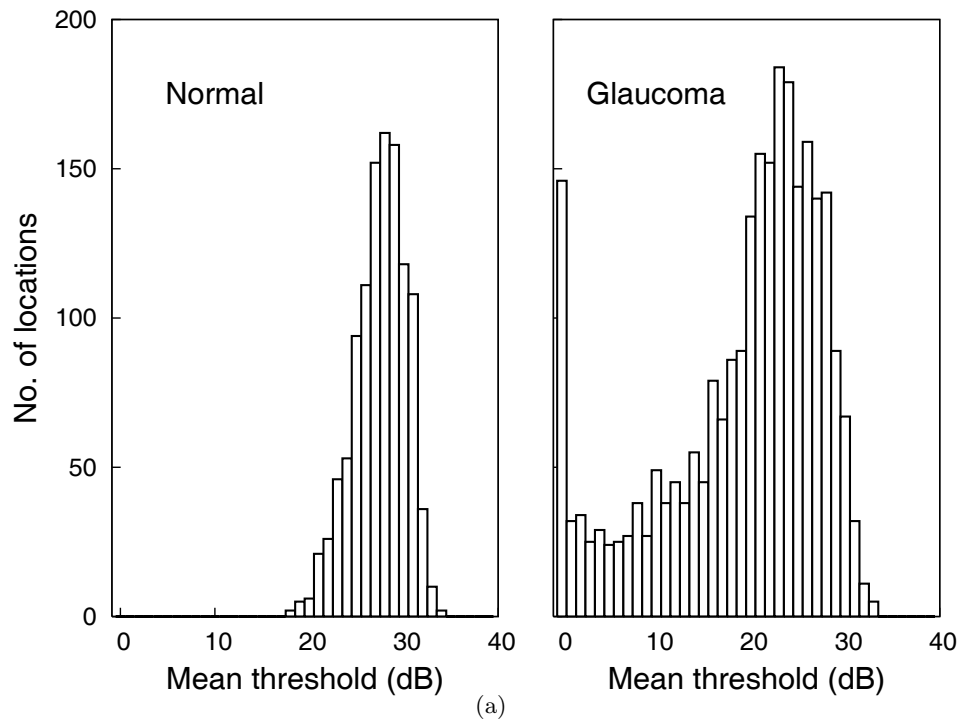 200
150
100
50
0
No. of locations
Normal
Glaucoma
0 10 20 30 40
0 10 20 30 40
Mean threshold (dB)
Mean threshold (dB)
(a)